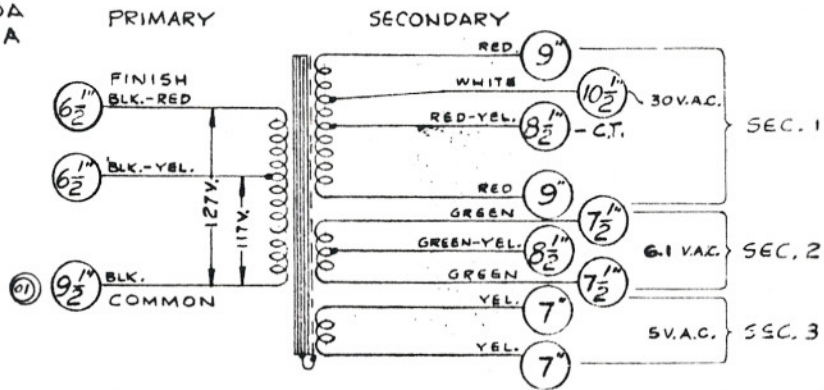 DA
A
PRIMARY
SECONDARY
FINISH
BLK.-RED
6 1/2"
BLK.-YEL.
6 1/2"
BLK.
9 1/2"
COMMON
01
127V.
117V.
RED.
9"
WHITE
10 1/2"
30 V.A.C.
RED-YEL.
8 1/2"
- C.T.
SEC. 1
RED
9"
GREEN
7 1/2"
GREEN-YEL.
8 1/2"
6.1 V.A.C.
SEC. 2
GREEN
7 1/2"
YEL.
7"
5 V.A.C.
SEC. 3
YEL.
7"